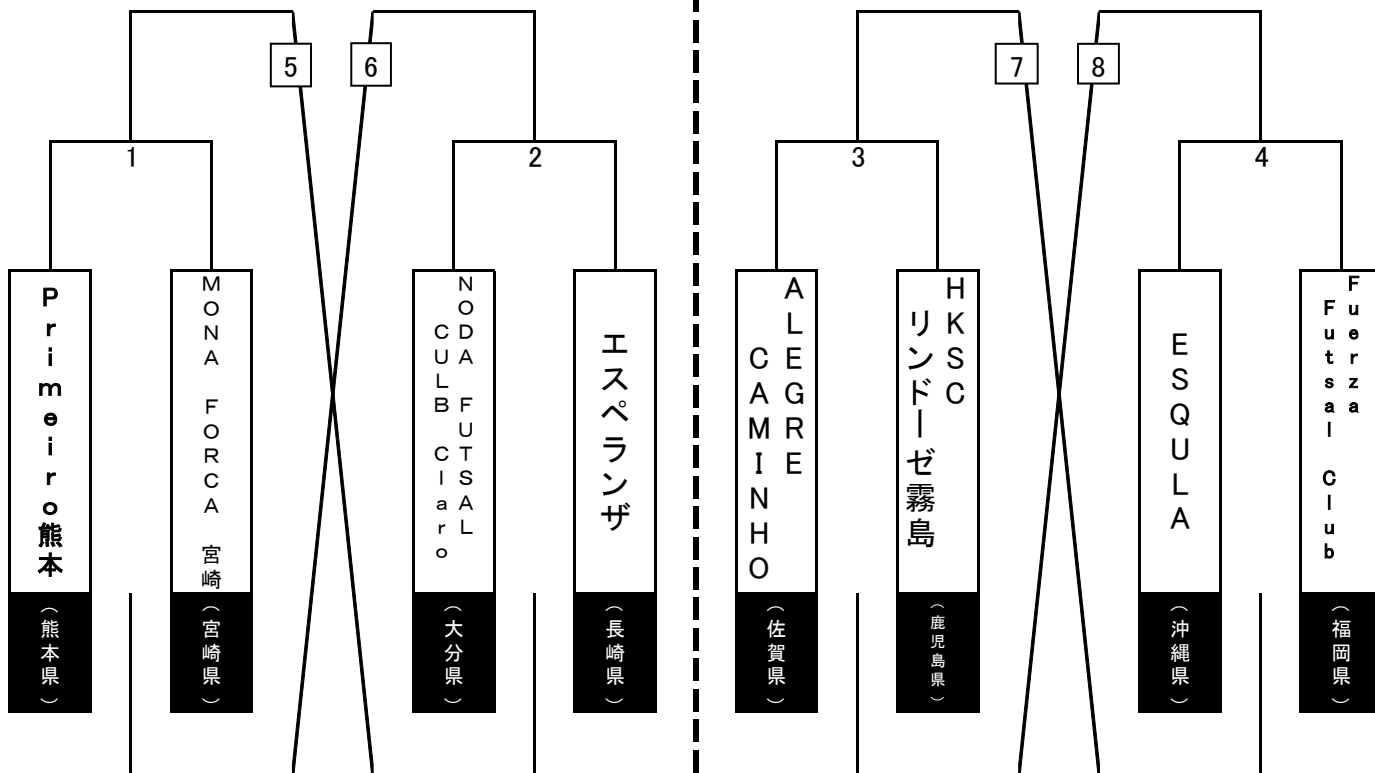 5
6
7
8
1
2
3
4
Primeiro熊本
（熊本県）
MONA FORCA 宮崎
（宮崎県）
NODA FUTSAL
CULB Claro
（大分県）
エスペランザ
（長崎県）
ALEGRE
CAMINHO
（佐賀県）
HKSC
リンドーゼ霧島
（鹿児島県）
ESQULA
（沖縄県）
Fuerza
Futsal Club
（福岡県）